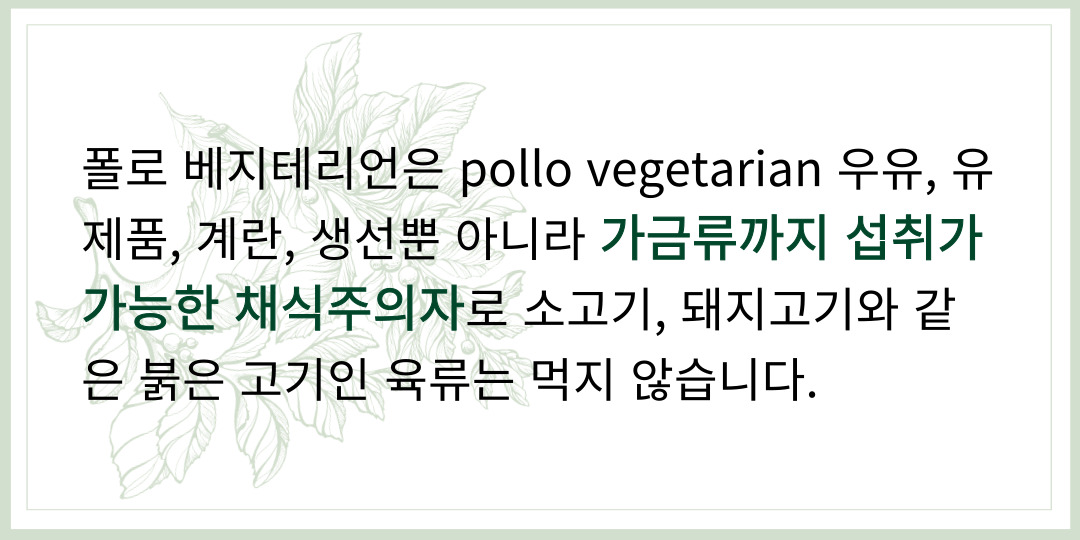 폴로 베지테리언은 pollo vegetarian 우유, 유
제품, 계란, 생선뿐 아니라 가금류까지 섭취가
가능한 채식주의자로 소고기, 돼지고기와 같
은 붉은 고기인 육류는 먹지 않습니다.